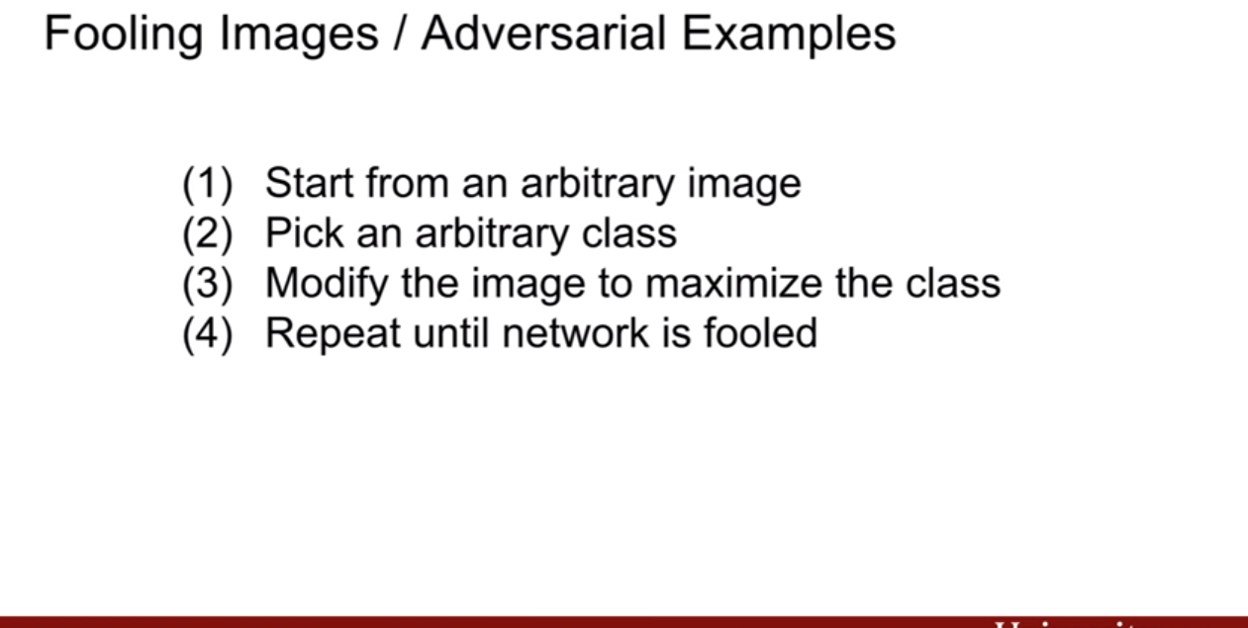 Fooling Images / Adversarial Examples
(1) Start from an arbitrary image
(2) Pick an arbitrary class
(3) Modify the image to maximize the class
(4) Repeat until network is fooled